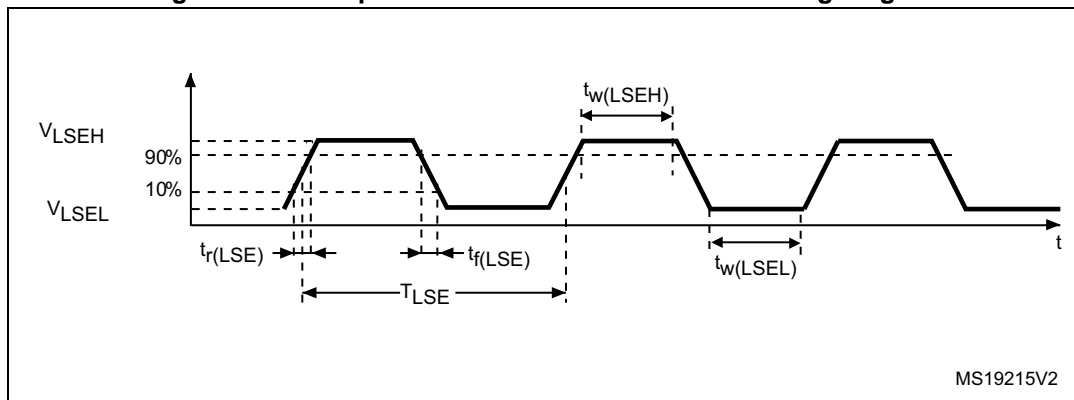 tw(LSEH)
VLSEH
90%
10%
VLSEL
t
tr(LSE)
tf(LSE)
tw(LSEL)
TLSE
MS19215V2